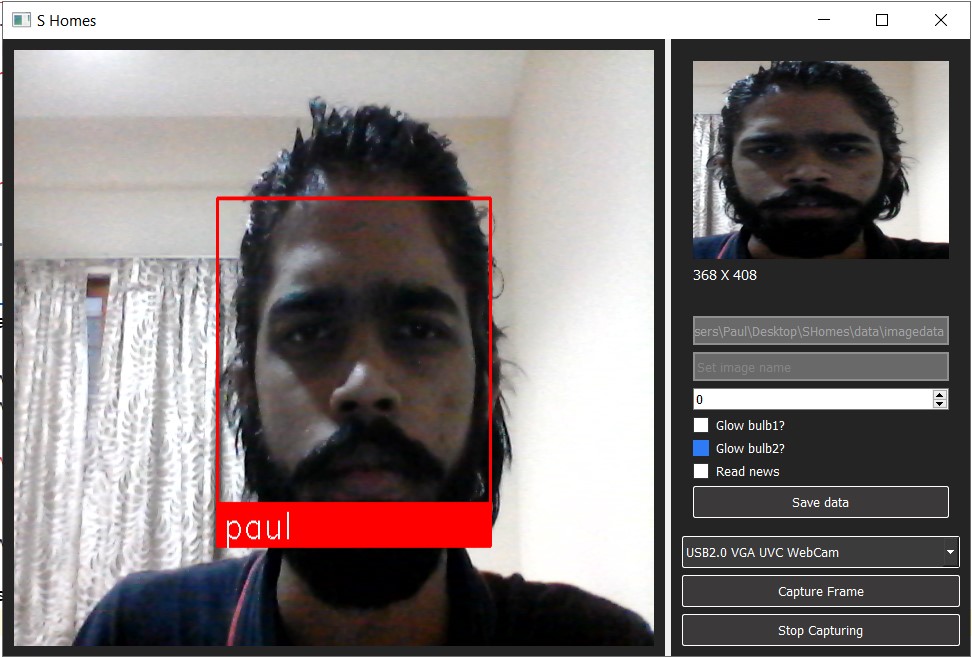 S Homes
paul
368 X 408
sers\Paul\Desktop\SHomes\data\imagedata
Set image name
0
Glow bulb1?
Glow bulb2?
Read news
Save data
USB2.0 VGA UVC WebCam
Capture Frame
Stop Capturing